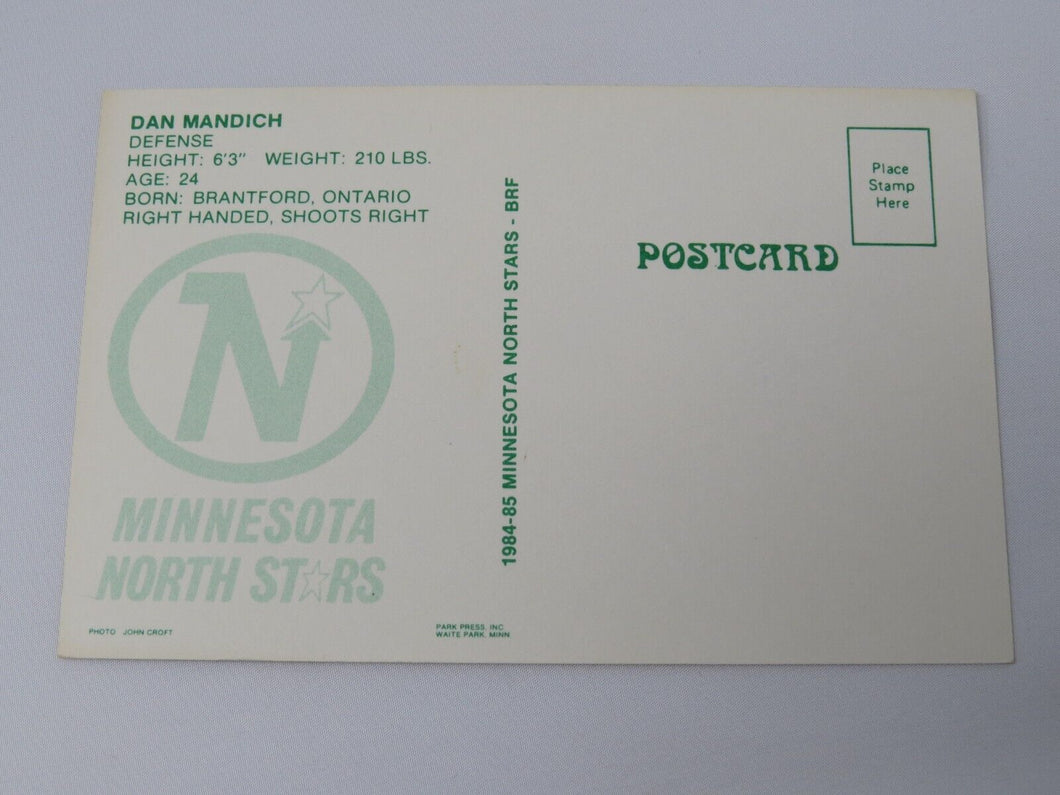 DAN MANDICH
DEFENSE
HEIGHT: 6'3" WEIGHT: 210 LBS.
AGE: 24
BORN: BRANTFORD, ONTARIO
RIGHT HANDED, SHOOTS RIGHT
N
MINNESOTA
NORTH ST☆RS
PHOTO JOHN CROFT
PARK PRESS, INC.
WAITE PARK, MINN
1984-85 MINNESOTA NORTH STARS - BRF
POSTCARD
Place
Stamp
Here